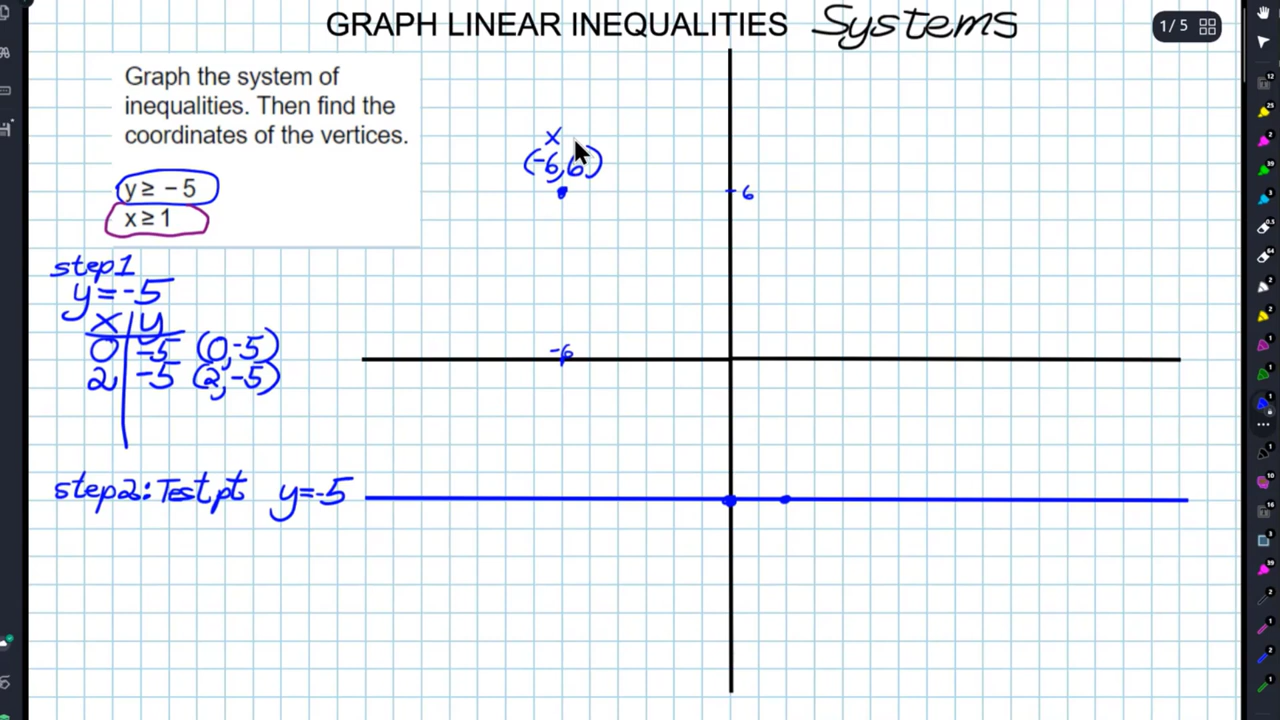 GRAPH LINEAR INEQUALITIES Systems
1/5
Graph the system of
inequalities. Then find the
coordinates of the vertices.
y ≥ − 5
x ≥ 1
x
(-6,6)
6
step1
y=-5
x y
0 -5 (0,-5)
2 -5 (2,-5)
-6
step2: Test pt y=-5